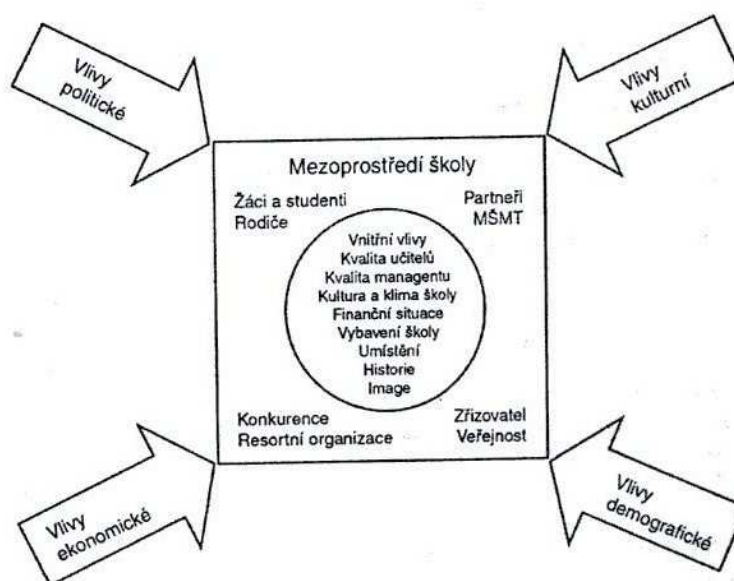 Vlivy
politické
Vlivy
kulturní
Mezoprostředí školy
Žáci a studenti
Rodiče
Partneři
MŠMT
Vnitřní vlivy
Kvalita učitelů
Kvalita managentu
Kultura a klima školy
Finanční situace
Vybavení školy
Umístění
Historie
Image
Konkurence
Resortní organizace
Zřizovatel
Veřejnost
Vlivy
ekonomické
Vlivy
demografické